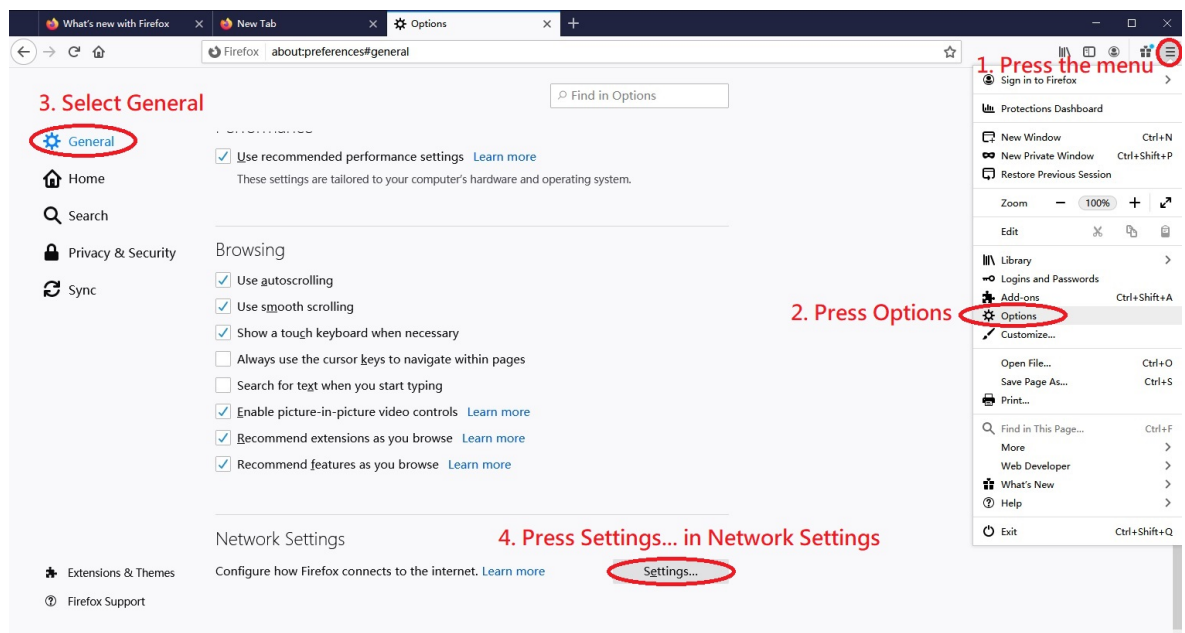 What's new with Firefox
New Tab
Options
Firefox about:preferences#general
1. Press the menu
Find in Options
3. Select General
General
Home
Search
Privacy & Security
Sync
Extensions & Themes
Firefox Support
Performance
Use recommended performance settings Learn more
These settings are tailored to your computer's hardware and operating system.
Browsing
Use autoscrolling
Use smooth scrolling
Show a touch keyboard when necessary
Always use the cursor keys to navigate within pages
Search for text when you start typing
Enable picture-in-picture video controls Learn more
Recommend extensions as you browse Learn more
Recommend features as you browse Learn more
Network Settings
4. Press Settings... in Network Settings
Configure how Firefox connects to the internet. Learn more
Settings...
2. Press Options
Sign in to Firefox
Protections Dashboard
New Window Ctrl+N
New Private Window Ctrl+Shift+P
Restore Previous Session
Zoom 100%
Edit
Library
Logins and Passwords
Add-ons Ctrl+Shift+A
Options
Customize...
Open File... Ctrl+O
Save Page As... Ctrl+S
Print...
Find in This Page... Ctrl+F
More
Web Developer
What's New
Help
Exit Ctrl+Shift+Q